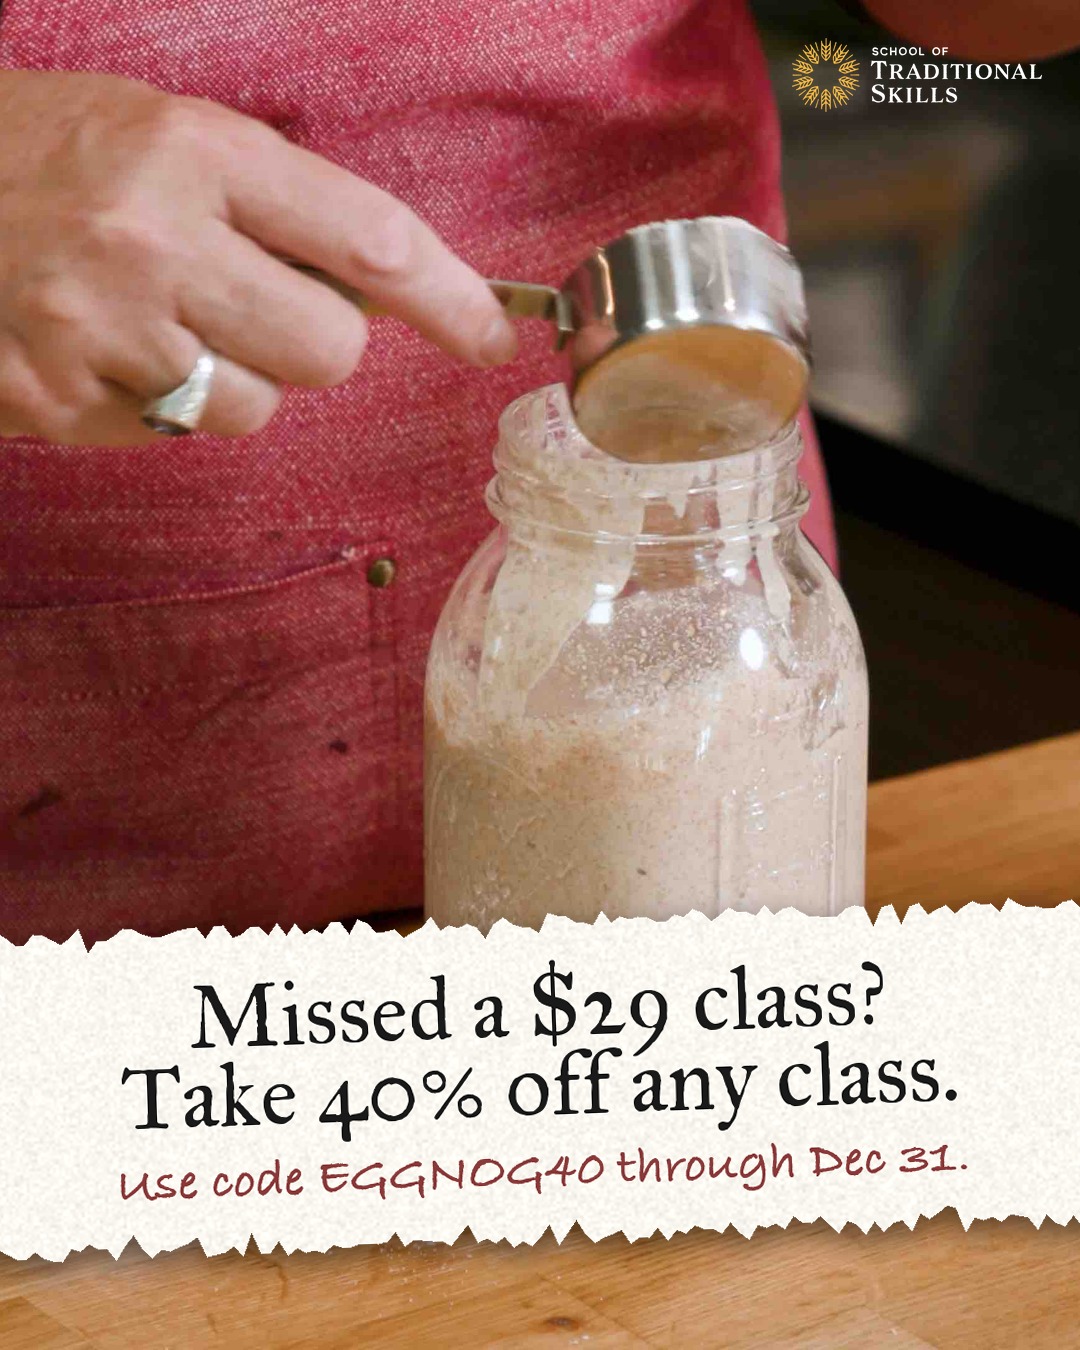 SCHOOL OF
TRADITIONAL
SKILLS
Missed a $29 class?
Take 40% off any class.
Use code EGGNOG40 through Dec 31.